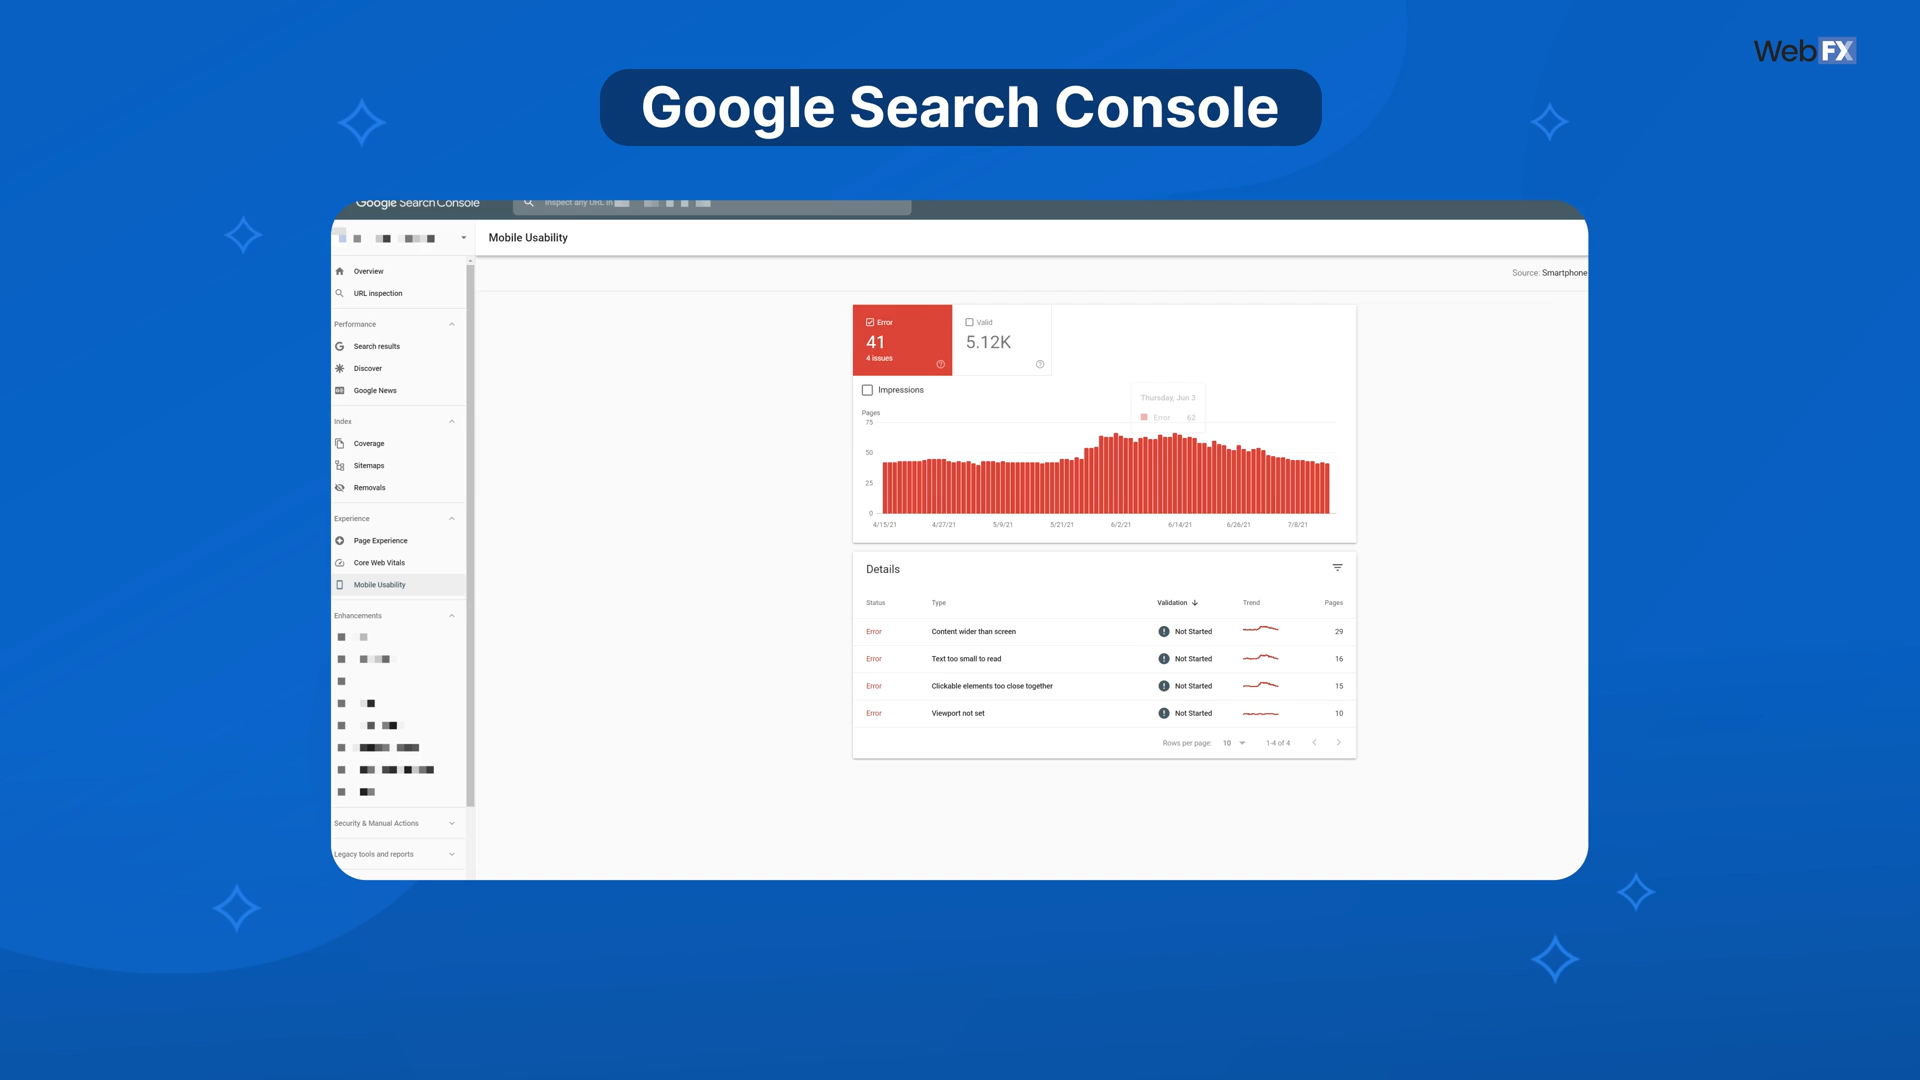 WebFX
Google Search Console
Google Search Console
Inspect any URL in
Mobile Usability
Source: Smartphone
Overview
URL inspection
Performance
Search results
Discover
Google News
Index
Coverage
Sitemaps
Removals
Experience
Page Experience
Core Web Vitals
Mobile Usability
Enhancements
Security & Manual Actions
Legacy tools and reports
Error
41
4 issues
Valid
5.12K
Impressions
Thursday, Jun 3
Error 62
Pages
75
50
25
0
4/15/21 4/27/21 5/9/21 5/21/21 6/2/21 6/14/21 6/26/21 7/8/21
Details
Status Type Validation Trend Pages
Error Content wider than screen Not Started 29
Error Text too small to read Not Started 16
Error Clickable elements too close together Not Started 15
Error Viewport not set Not Started 10
Rows per page: 10 1-4 of 4